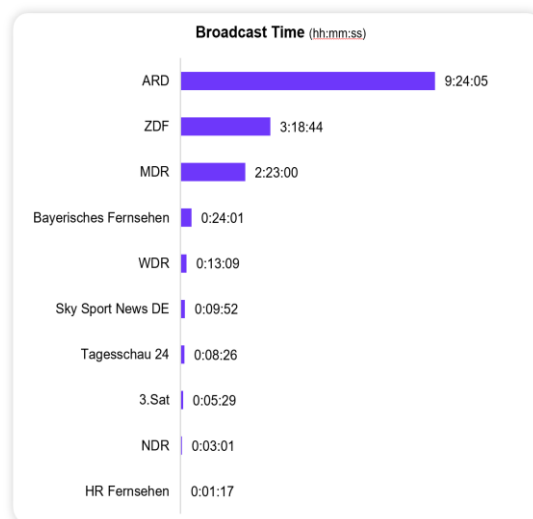 Broadcast Time (hh:mm:ss)
ARD 9:24:05
ZDF 3:18:44
MDR 2:23:00
Bayerisches Fernsehen 0:24:01
WDR 0:13:09
Sky Sport News DE 0:09:52
Tagesschau 24 0:08:26
3.Sat 0:05:29
NDR 0:03:01
HR Fernsehen 0:01:17